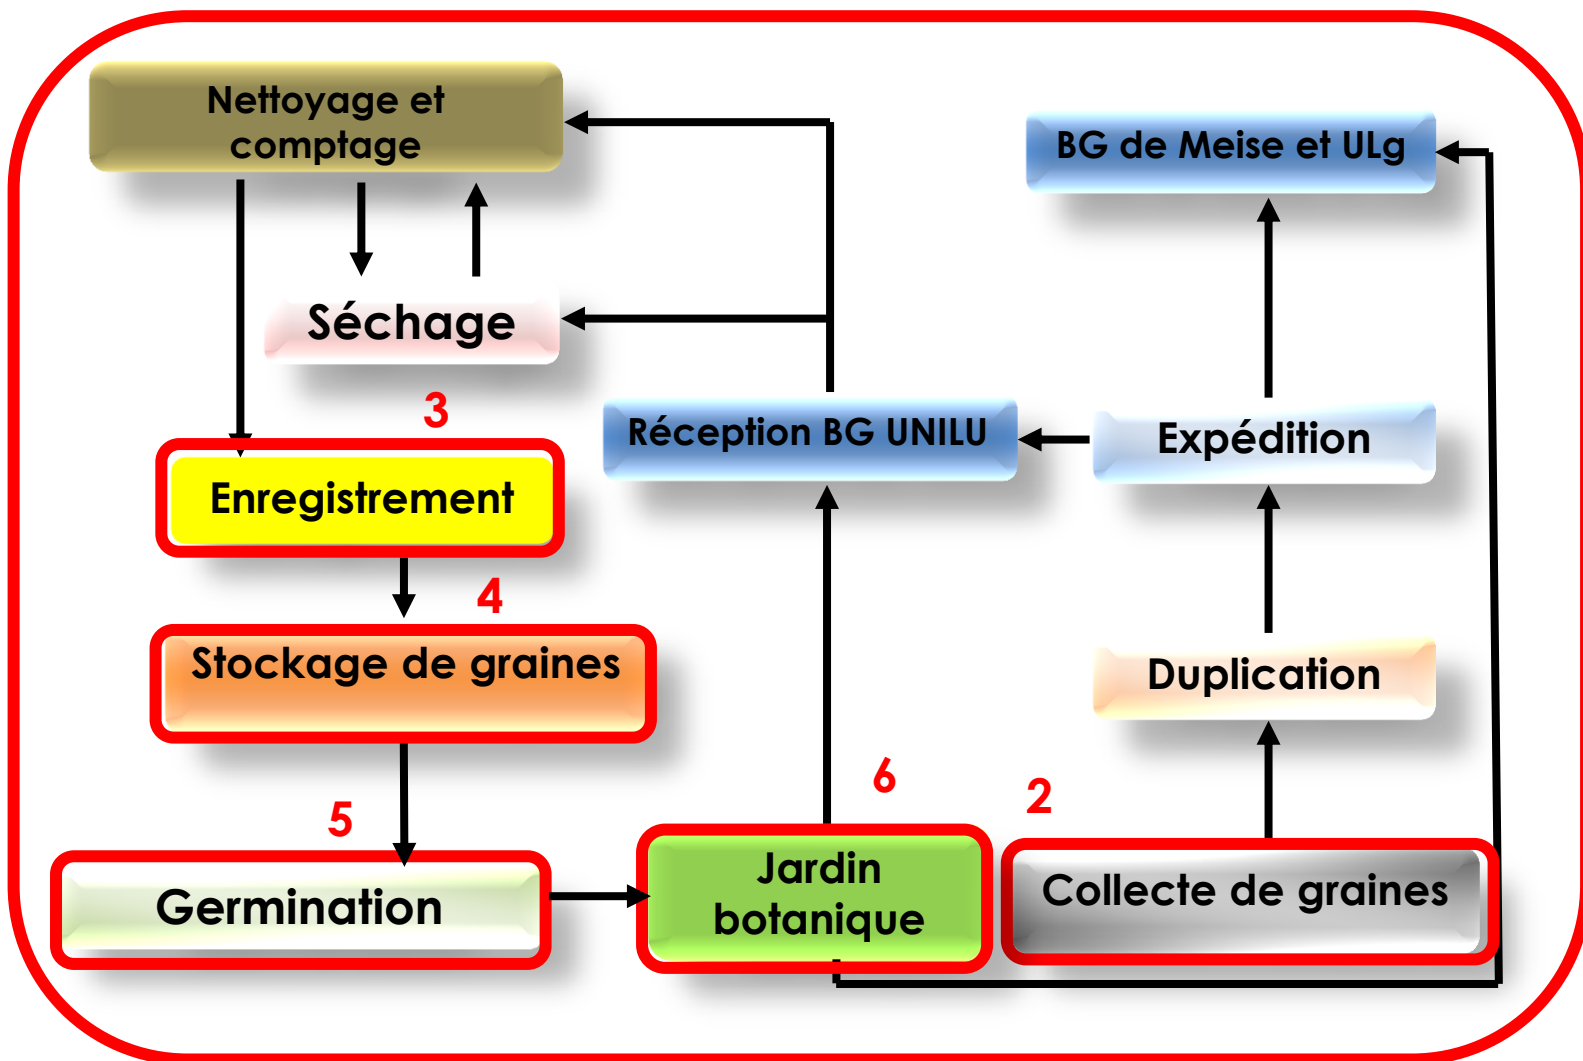 Nettoyage et
comptage
BG de Meise et ULg
Séchage
3
Réception BG UNILU
Expédition
Enregistrement
4
Stockage de graines
Duplication
5
6
2
Germination
Jardin
botanique
Collecte de graines